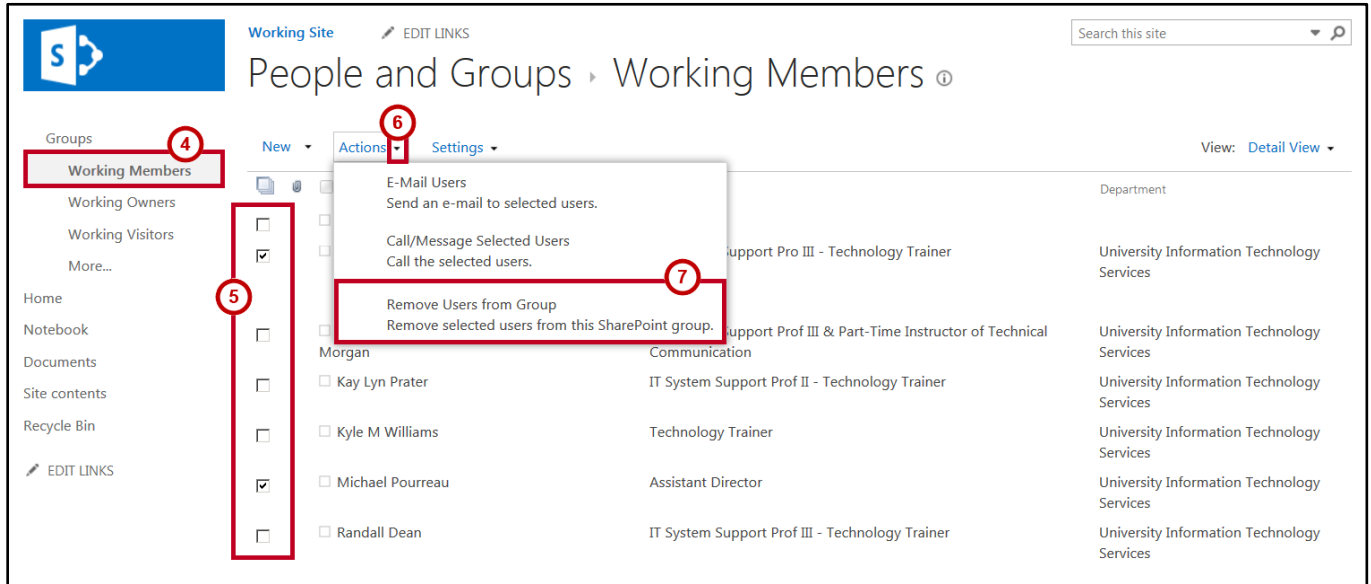 S
Working Site
EDIT LINKS
Search this site
People and Groups ▸ Working Members
6
Groups
4
New
Actions
Settings
View: Detail View
Working Members
E-Mail Users
Send an e-mail to selected users.
Department
Working Owners
Working Visitors
Call/Message Selected Users
Call the selected users.
upport Pro III - Technology Trainer
University Information Technology
Services
More...
7
5
Home
Remove Users from Group
Remove selected users from this SharePoint group.
Notebook
upport Prof III & Part-Time Instructor of Technical
Communication
University Information Technology
Services
Morgan
Documents
Kay Lyn Prater
IT System Support Prof II - Technology Trainer
University Information Technology
Services
Site contents
Recycle Bin
Kyle M Williams
Technology Trainer
University Information Technology
Services
EDIT LINKS
Michael Pourreau
Assistant Director
University Information Technology
Services
Randall Dean
IT System Support Prof III - Technology Trainer
University Information Technology
Services